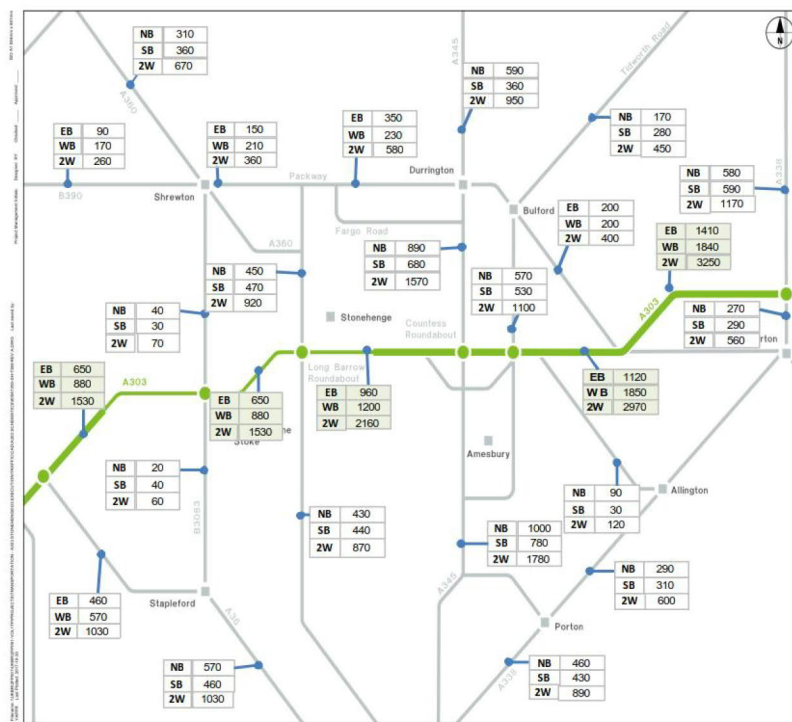 NB 310
SB 360
2W 670
A360
A345
Tidworth Road
N
NB 590
SB 360
2W 950
EB 90
WB 170
2W 260
EB 150
WB 210
2W 360
EB 350
WB 230
2W 580
NB 170
SB 280
2W 450
A338
NB 580
SB 590
2W 1170
B390
Shrewton
Packway
Durrington
Bulford
EB 200
WB 200
2W 400
Fargo Road
A360
EB 1410
WB 1840
2W 3250
NB 890
SB 680
2W 1570
NB 450
SB 470
2W 920
NB 570
SB 530
2W 1100
NB 40
SB 30
2W 70
Stonehenge
Countess
Roundabout
A303
NB 270
SB 290
2W 560
rton
EB 650
WB 880
2W 1530
A303
Long Barrow
Roundabout
EB 650
WB 880
2W 1530
ne
Stoke
EB 960
WB 1200
2W 2160
EB 1120
WB 1850
2W 2970
Amesbury
NB 20
SB 40
2W 60
B3083
NB 90
SB 30
2W 120
Allington
NB 430
SB 440
2W 870
NB 1000
SB 780
2W 1780
NB 290
SB 310
2W 600
EB 460
WB 570
2W 1030
Stapleford
A36
A345
Porton
NB 570
SB 460
2W 1030
A338
NB 460
SB 430
2W 890